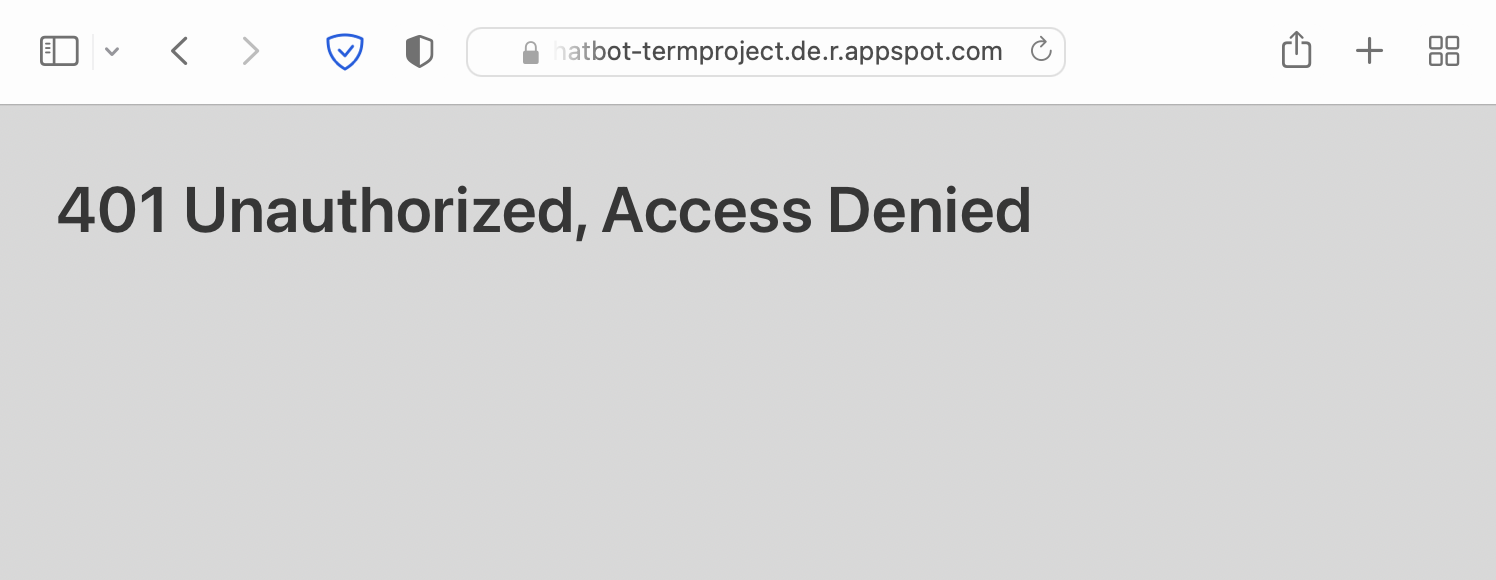 hatbot-termproject.de.r.appspot.com
401 Unauthorized, Access Denied